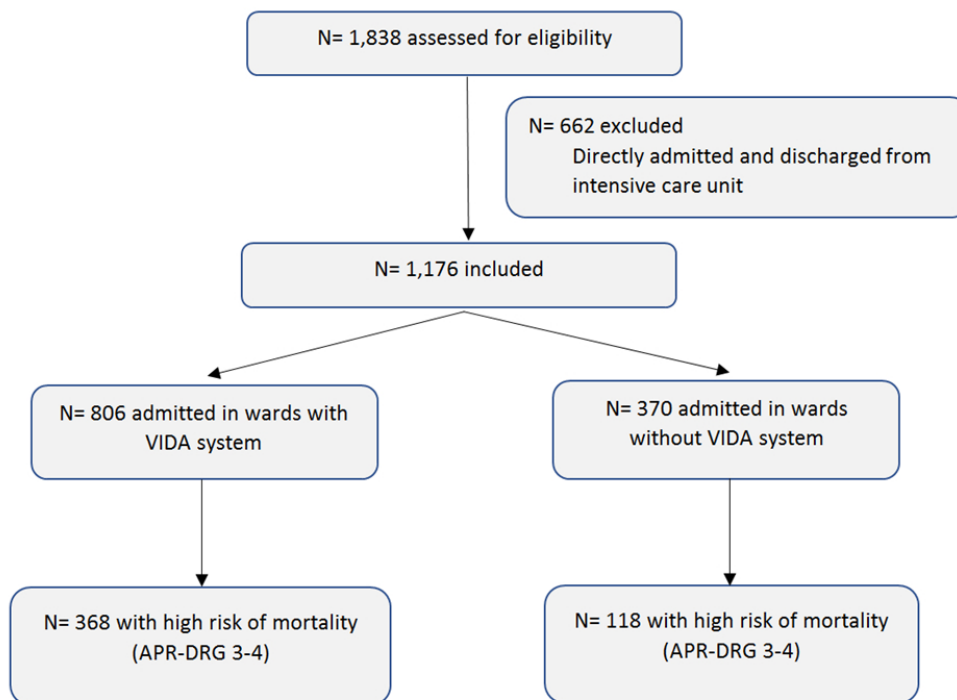 N= 1,838 assessed for eligibility
N= 662 excluded
Directly admitted and discharged from
intensive care unit
N= 1,176 included
N= 806 admitted in wards with
VIDA system
N= 370 admitted in wards
without VIDA system
N= 368 with high risk of mortality
(APR-DRG 3-4)
N= 118 with high risk of mortality
(APR-DRG 3-4)